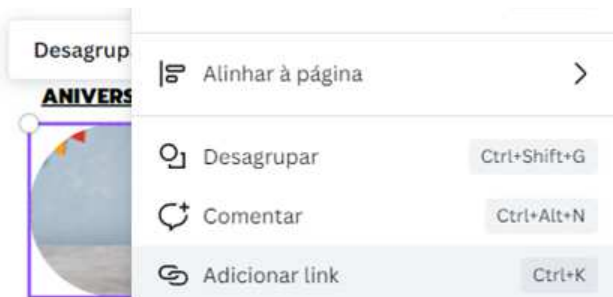 Desagrup
ANIVERS
Alinhar à página
Desagrupar Ctrl+Shift+G
Comentar Ctrl+Alt+N
Adicionar link Ctrl+K